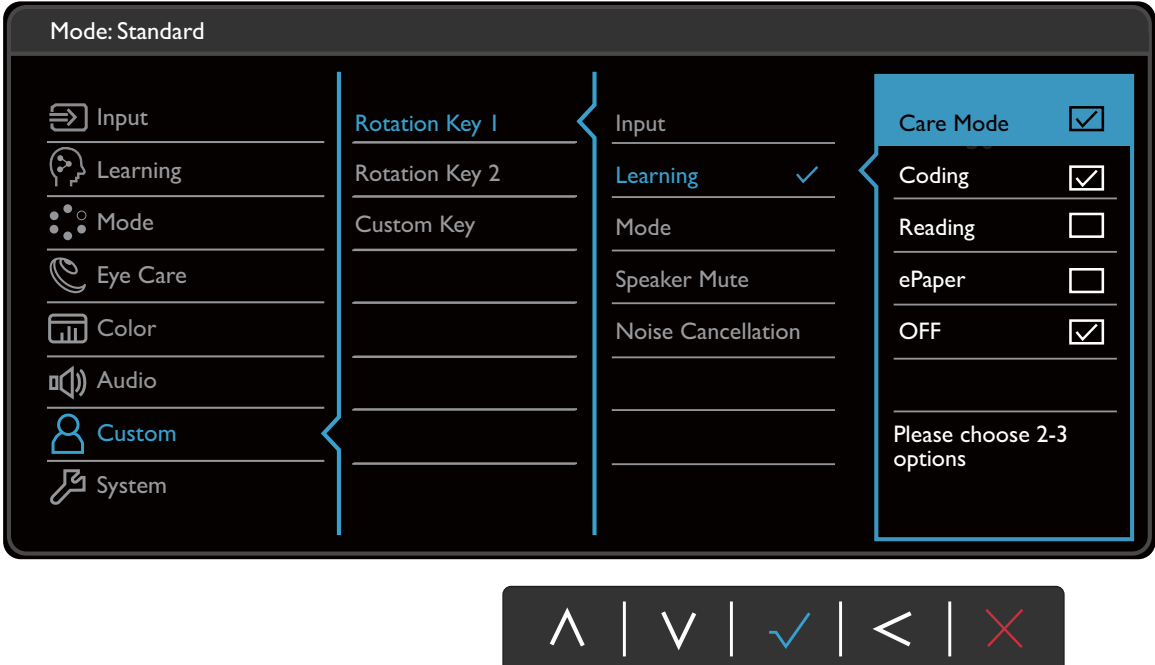 Mode: Standard
Input
Learning
Mode
Eye Care
Color
Audio
Custom
System
Rotation Key 1
Rotation Key 2
Custom Key
Input
Learning
Mode
Speaker Mute
Noise Cancellation
Care Mode
Coding
Reading
ePaper
OFF
Please choose 2-3
options